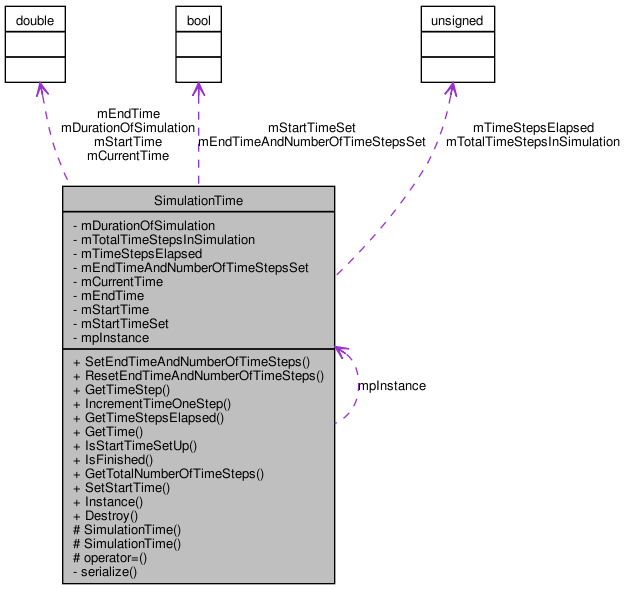 double
bool
unsigned
mEndTime
mDurationOfSimulation
mStartTime
mCurrentTime
mStartTimeSet
mEndTimeAndNumberOfTimeStepsSet
mTimeStepsElapsed
mTotalTimeStepsInSimulation
SimulationTime
- mDurationOfSimulation
- mTotalTimeStepsInSimulation
- mTimeStepsElapsed
- mEndTimeAndNumberOfTimeStepsSet
- mCurrentTime
- mEndTime
- mStartTime
- mStartTimeSet
- mpInstance
+ SetEndTimeAndNumberOfTimeSteps()
+ ResetEndTimeAndNumberOfTimeSteps()
+ GetTimeStep()
+ IncrementTimeOneStep()
+ GetTimeStepsElapsed()
+ GetTime()
+ IsStartTimeSetUp()
+ IsFinished()
+ GetTotalNumberOfTimeSteps()
+ SetStartTime()
+ Instance()
+ Destroy()
# SimulationTime()
# SimulationTime()
# operator=()
- serialize()
mpInstance